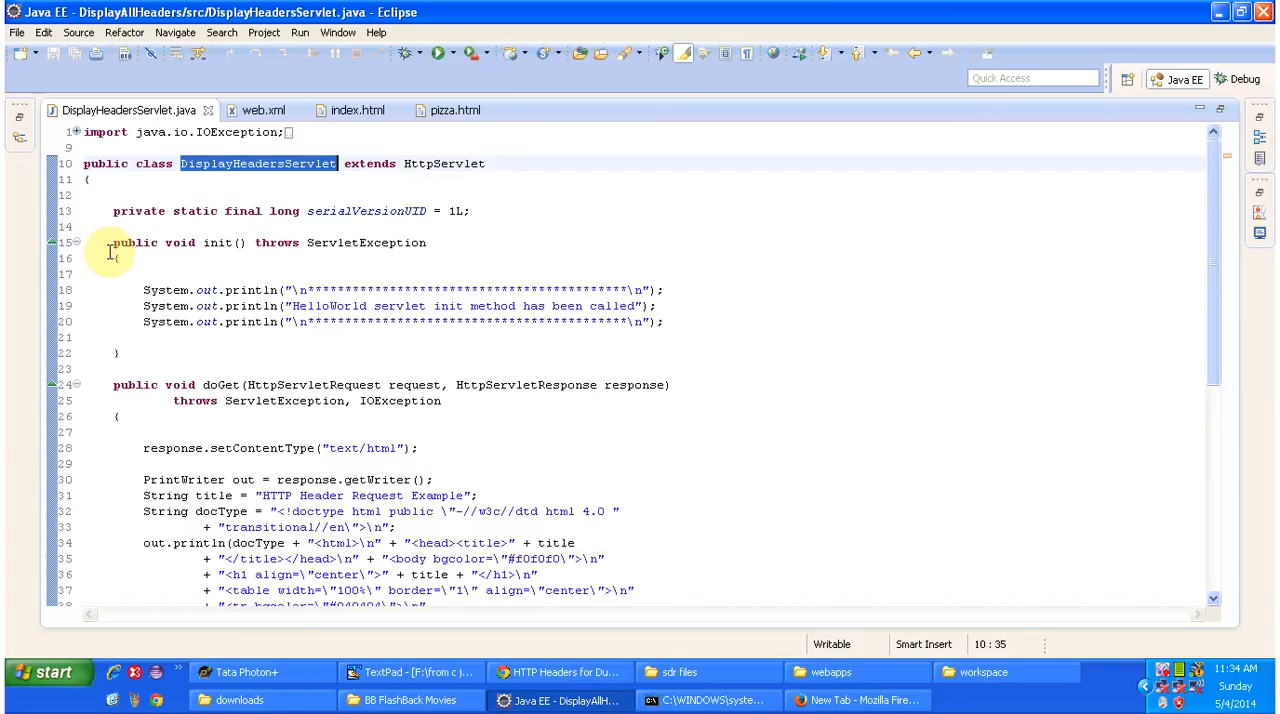 Java EE - DisplayAllHeaders/src/DisplayHeadersServlet.java - Eclipse
File Edit Source Refactor Navigate Search Project Run Window Help
Quick Access Java EE Debug
DisplayHeadersServlet.java web.xml index.html pizza.html
1 import java.io.IOException;
9
10 public class DisplayHeadersServlet extends HttpServlet
11 {
12
13 private static final long serialVersionUID = 1L;
14
15 public void init() throws ServletException
16 {
17
18 System.out.println("\n******************************************\n");
19 System.out.println("HelloWorld servlet init method has been called");
20 System.out.println("\n******************************************\n");
21
22 }
23
24 public void doGet(HttpServletRequest request, HttpServletResponse response)
25 throws ServletException, IOException
26 {
27
28 response.setContentType("text/html");
29
30 PrintWriter out = response.getWriter();
31 String title = "HTTP Header Request Example";
32 String docType = "<!doctype html public \"-//w3c//dtd html 4.0 "
33 + "transitional//en\">\n";
34 out.println(docType + "<html>\n" + "<head><title>" + title
35 + "</title></head>\n" + "<body bgcolor=\"#f0f0f0\">\n"
36 + "<h1 align=\"center\">" + title + "</h1>\n"
37 + "<table width=\"100%\" border=\"1\" align=\"center\">\n"
38 + "<tr bgcolor=\"#949494\">\n"
Writable Smart Insert 10 : 35
start Tata Photon+ TextPad - [F:\from c j... HTTP Headers for Du... sdr files webapps workspace 11:34 AM
Sunday
downloads BB FlashBack Movies Java EE - DisplayAllH... C:\WINDOWS\syste... New Tab - Mozilla Fire... 5/4/2014